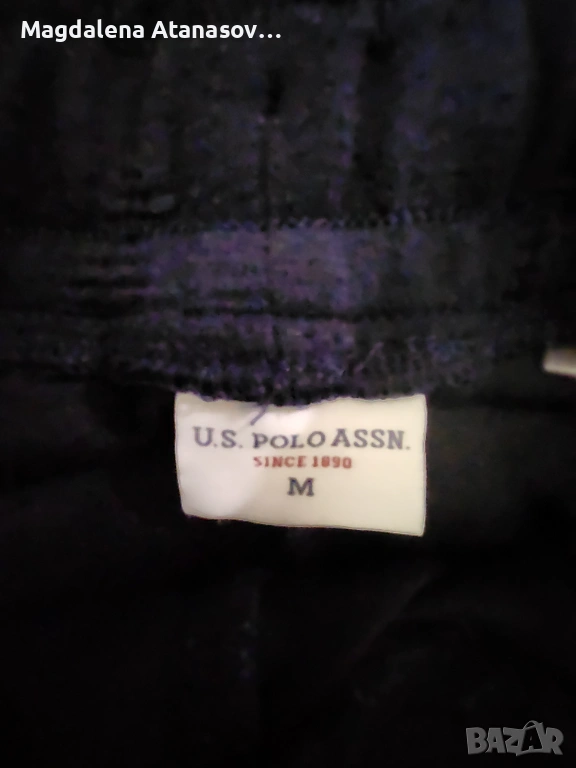 Magdalena Atanasov...
U.S. POLO ASSN.
SINCE 1890
M
BAZAR